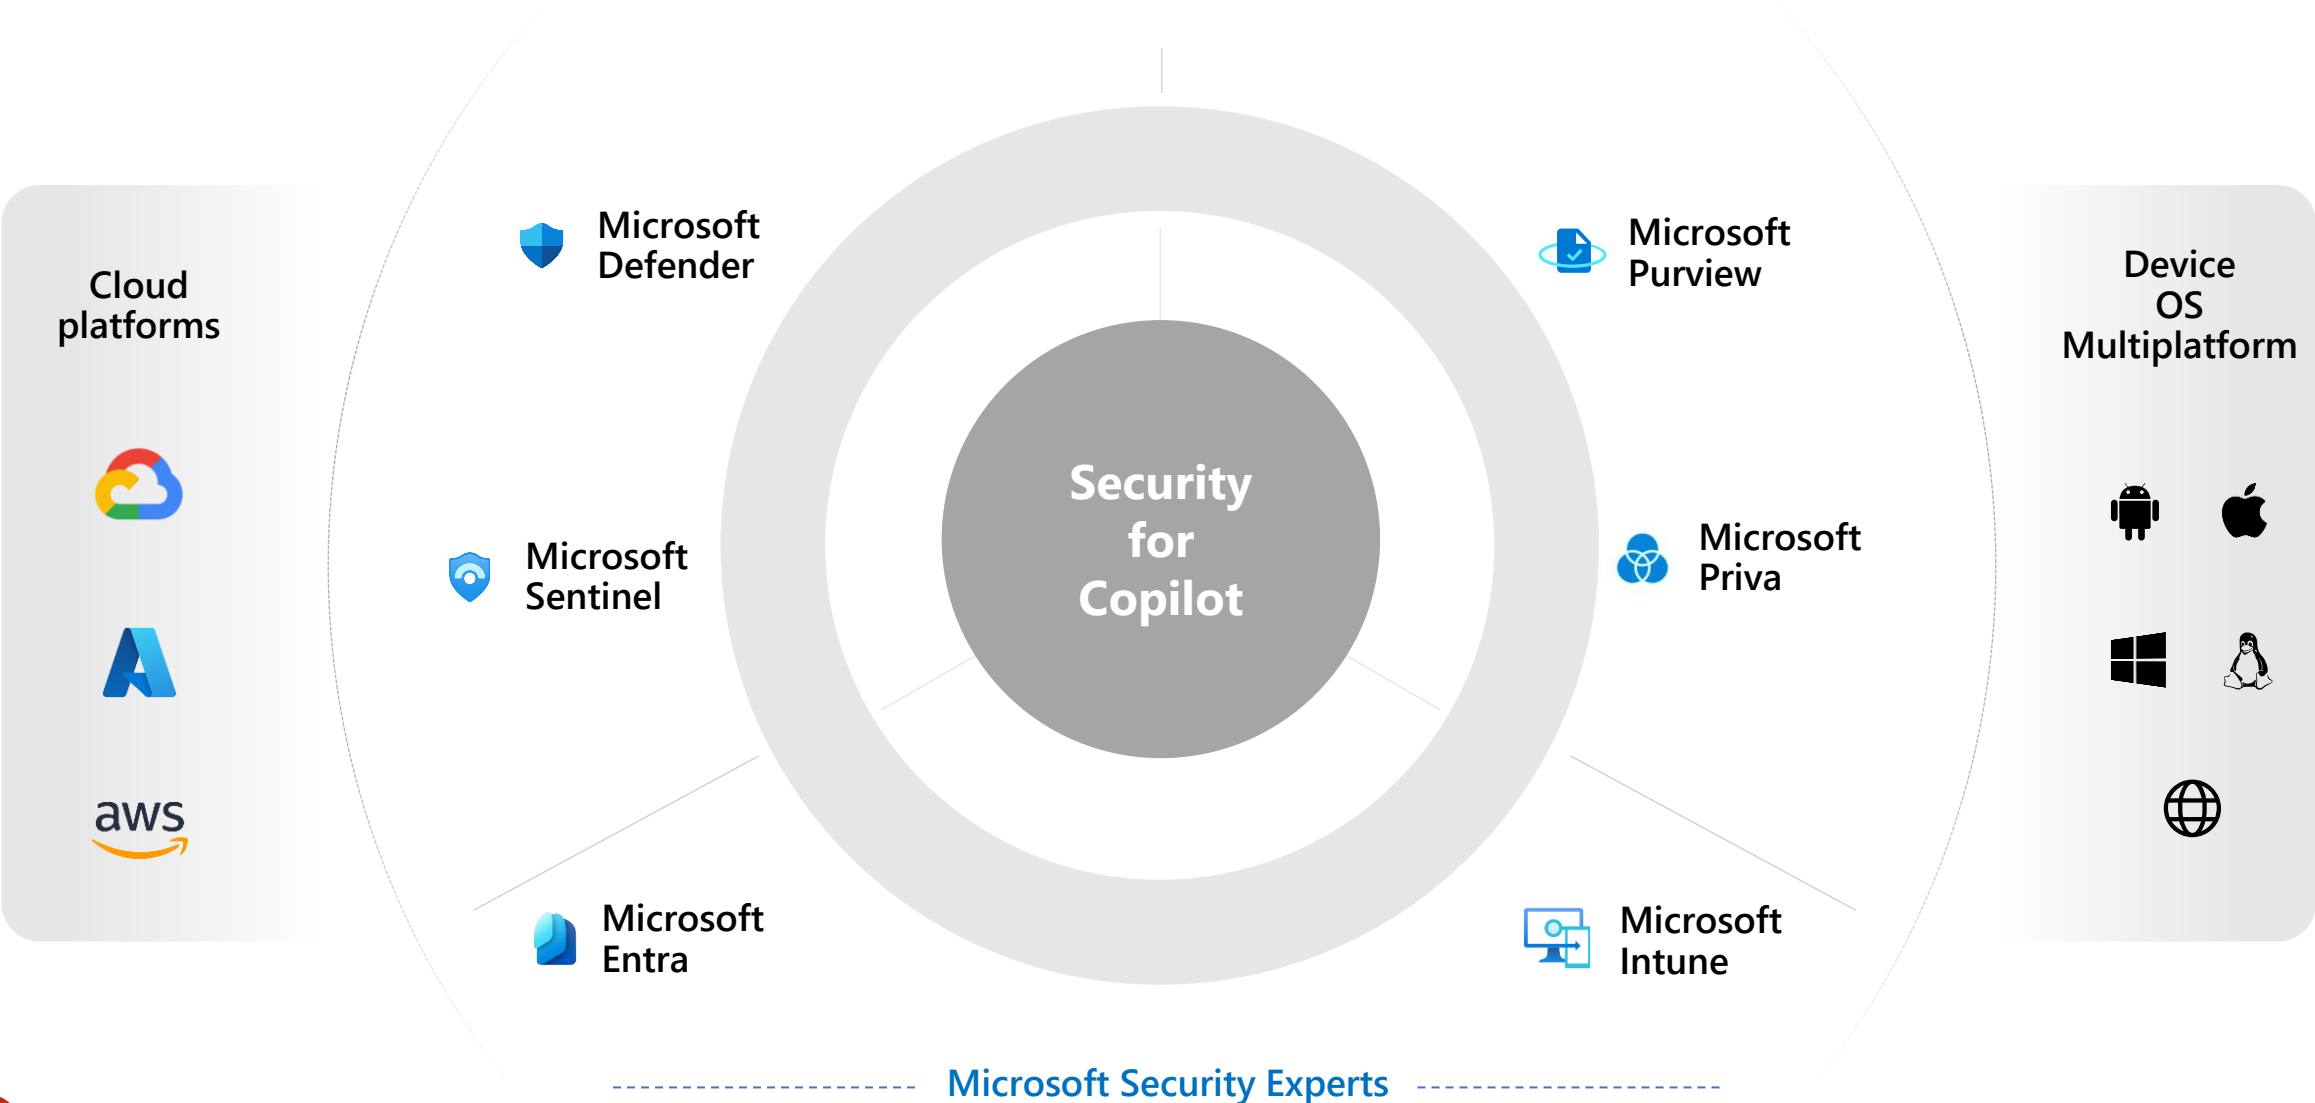 Cloud
platforms
aws
Microsoft
Defender
Microsoft
Sentinel
Microsoft
Entra
Security
for
Copilot
Microsoft
Purview
Microsoft
Priva
Microsoft
Intune
Device
OS
Multiplatform
Microsoft Security Experts